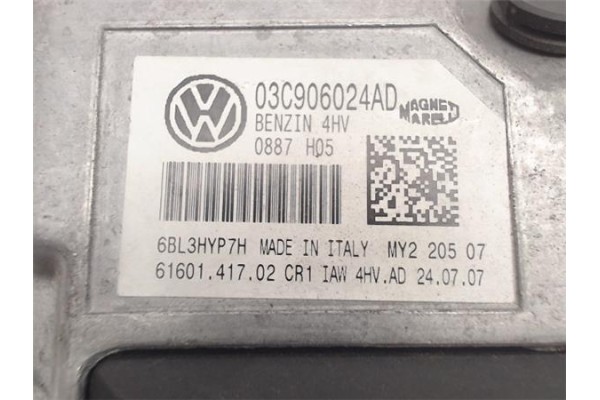 03C906024AD
MAGNETI
MARELLI
BENZIN 4HV
0887 H05
6BL3HYP7H MADE IN ITALY MY2 205 07
61601.417.02 CR1 IAW 4HV.AD 24.07.07